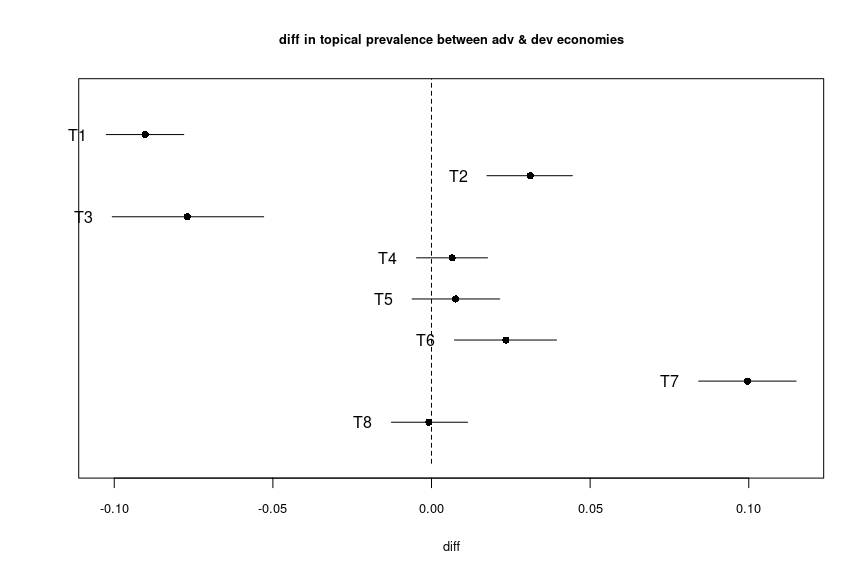 diff in topical prevalence between adv & dev economies
T1
T2
T3
T4
T5
T6
T7
T8
-0.10 -0.05 0.00 0.05 0.10
diff